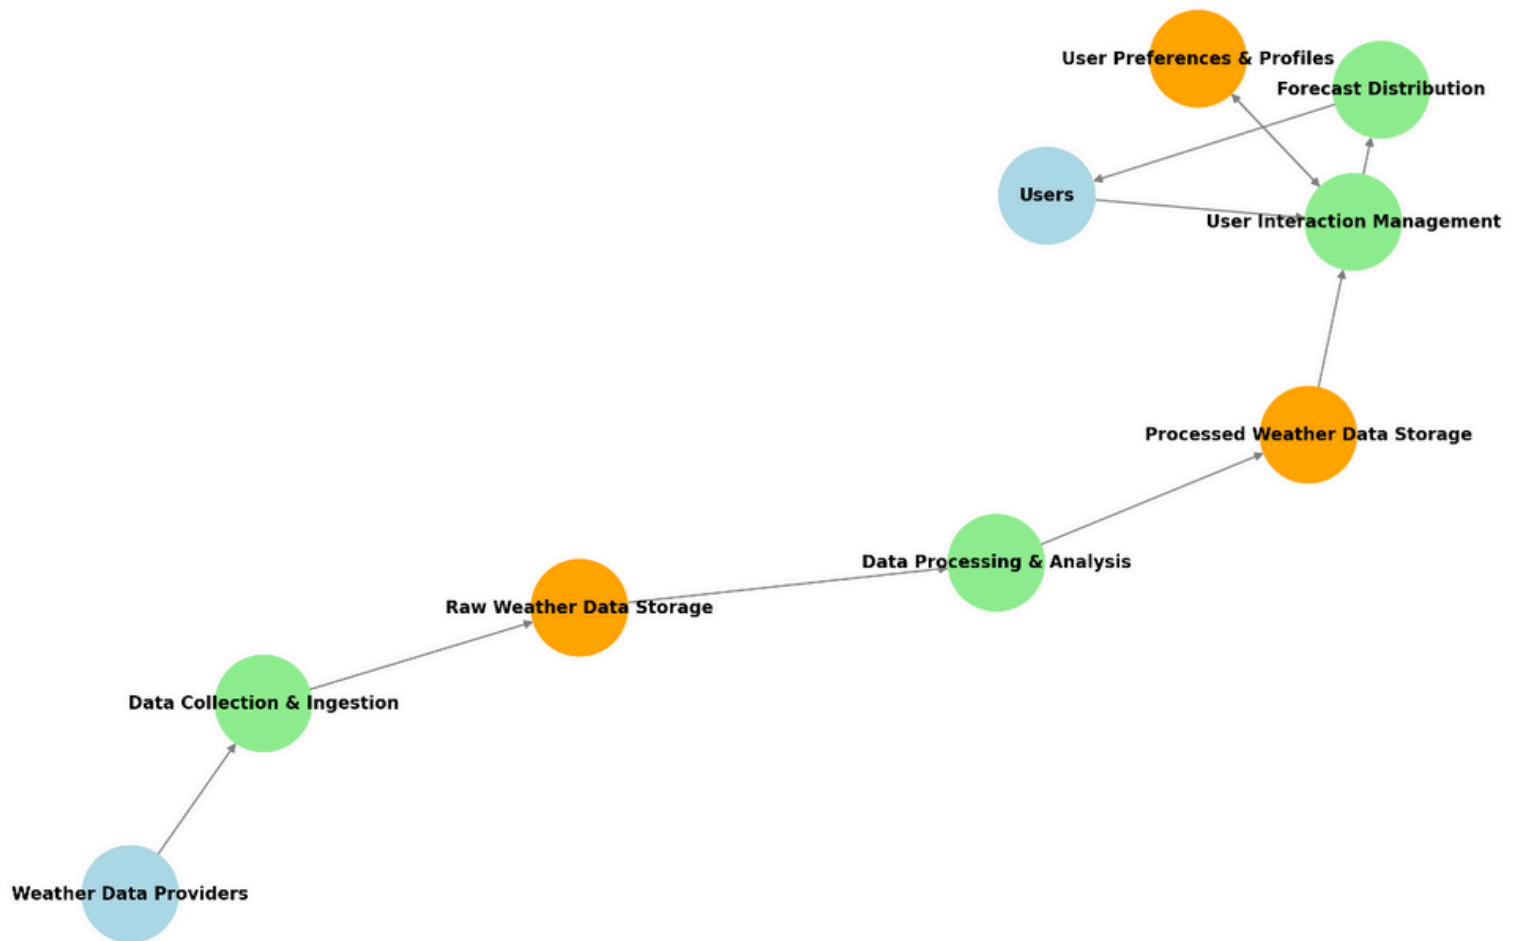 User Preferences & Profiles
Forecast Distribution
Users
User Interaction Management
Processed Weather Data Storage
Data Processing & Analysis
Raw Weather Data Storage
Data Collection & Ingestion
Weather Data Providers